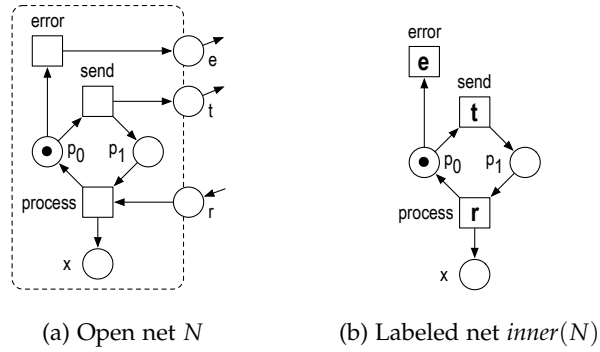 error
e
send
t
p0
p1
process
r
x
(a) Open net N
error
e
send
t
p0
p1
process
r
x
(b) Labeled net inner(N)